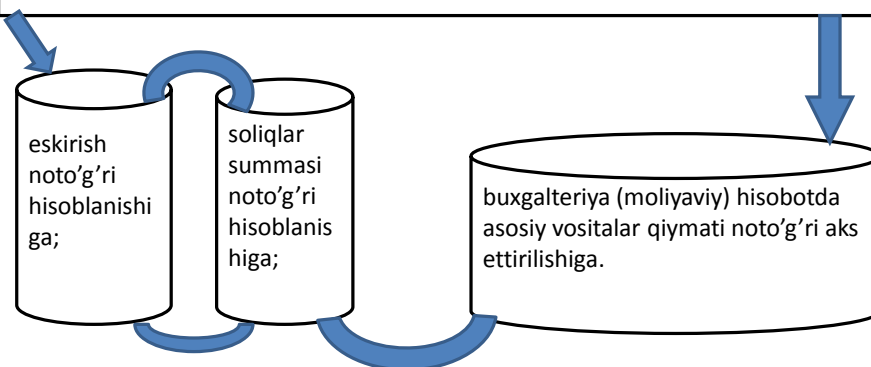 eskirish
noto’g’ri
hisoblanishi
ga;
soliqlar
summasi
noto’g’ri
hisoblanis
higa;
buxgalteriya (moliyaviy) hisobotda
asosiy vositalar qiymati noto’g’ri aks
ettirilishiga.